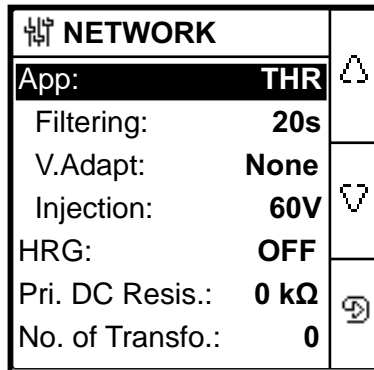 NETWORK
App: THR
Filtering: 20s
V.Adapt: None
Injection: 60V
HRG: OFF
Pri. DC Resis.: 0 kΩ
No. of Transfo.: 0